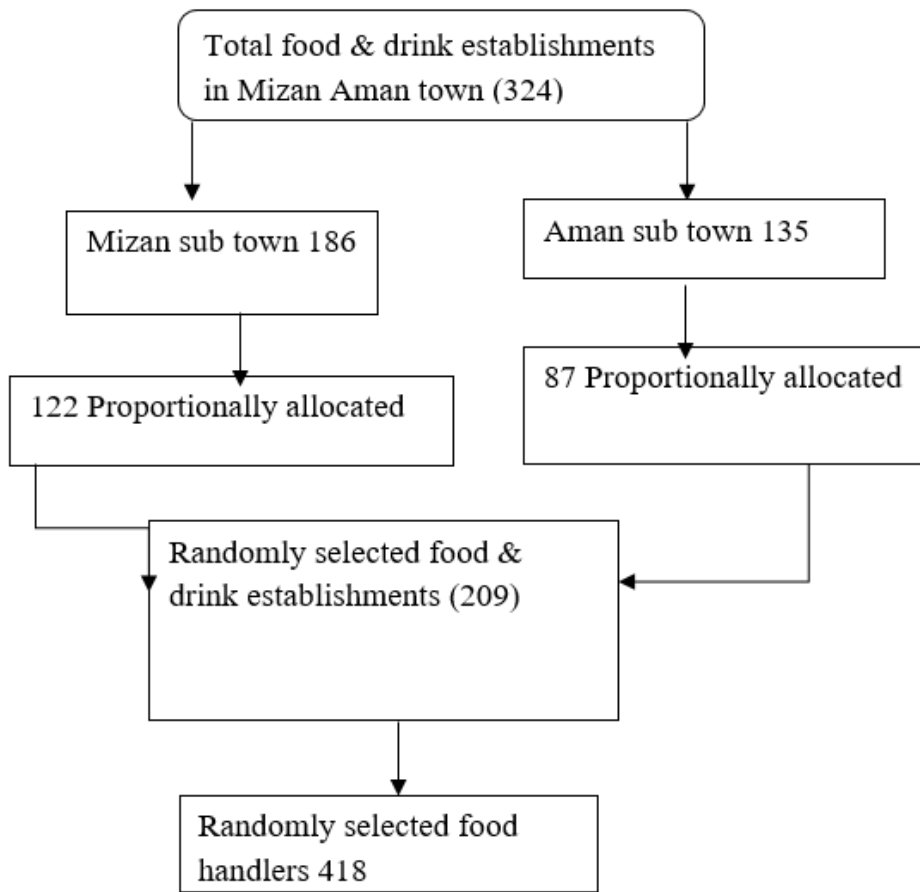 Total food & drink establishments
in Mizan Aman town (324)
Mizan sub town 186
Aman sub town 135
122 Proportionally allocated
87 Proportionally allocated
Randomly selected food &
drink establishments (209)
Randomly selected food
handlers 418